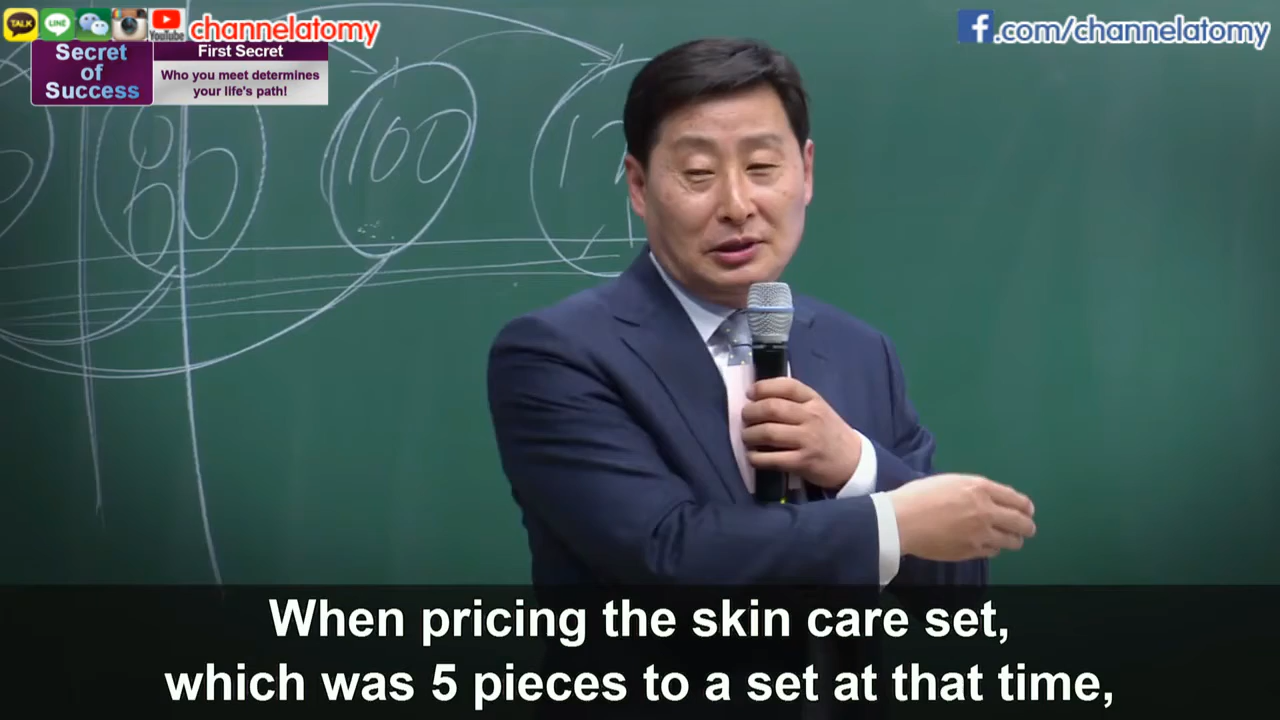 TALK
LINE
YouTube
channelatomy
.com/channelatomy
Secret
of
Success
First Secret
Who you meet determines
your life's path!
100
When pricing the skin care set,
which was 5 pieces to a set at that time,